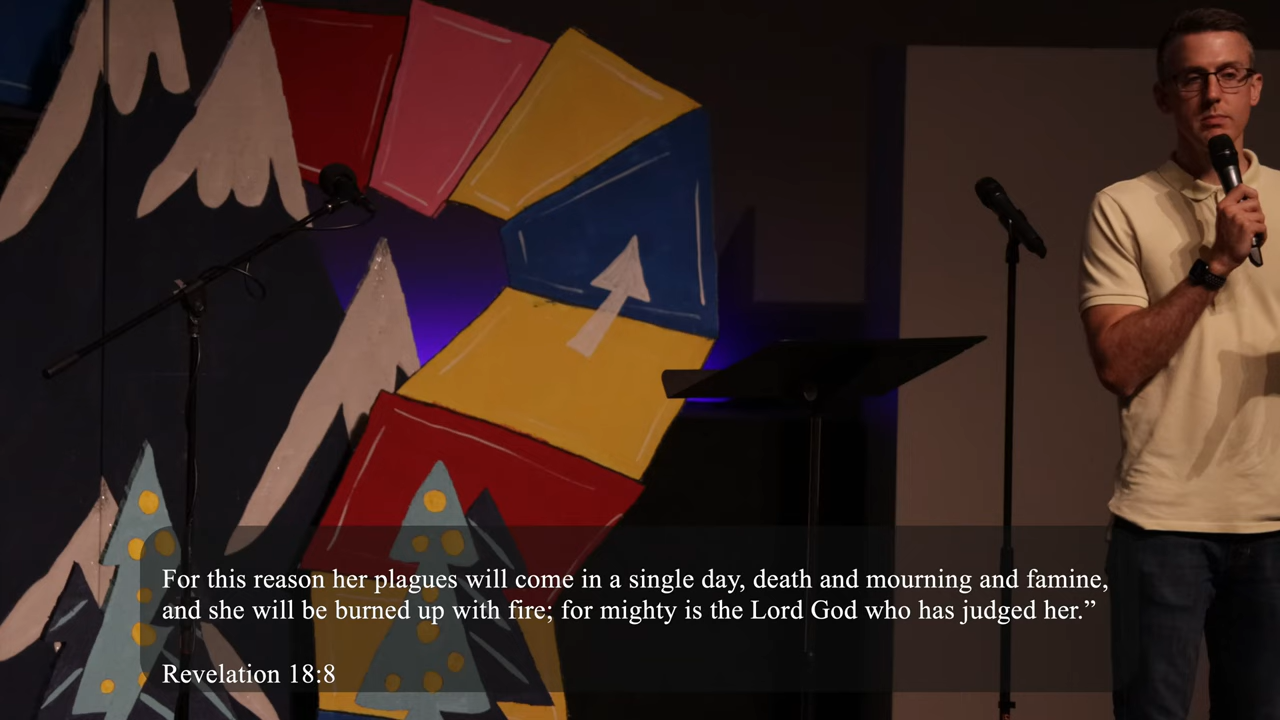 For this reason her plagues will come in a single day, death and mourning and famine,
and she will be burned up with fire; for mighty is the Lord God who has judged her.”
Revelation 18:8